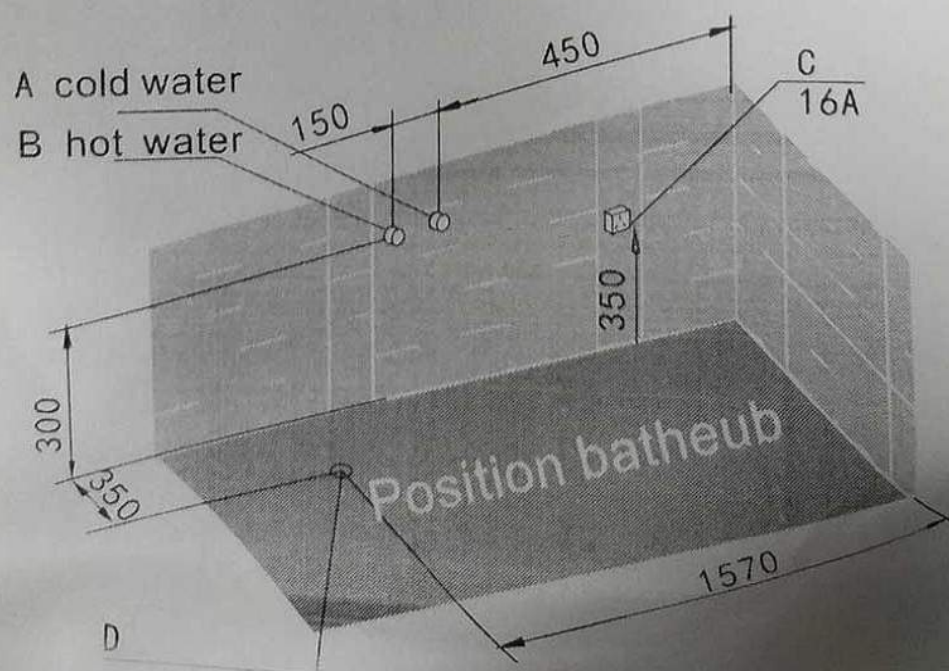 450
C
16A
A cold water
150
B hot water
350
300
350
Position batheub
1570
D